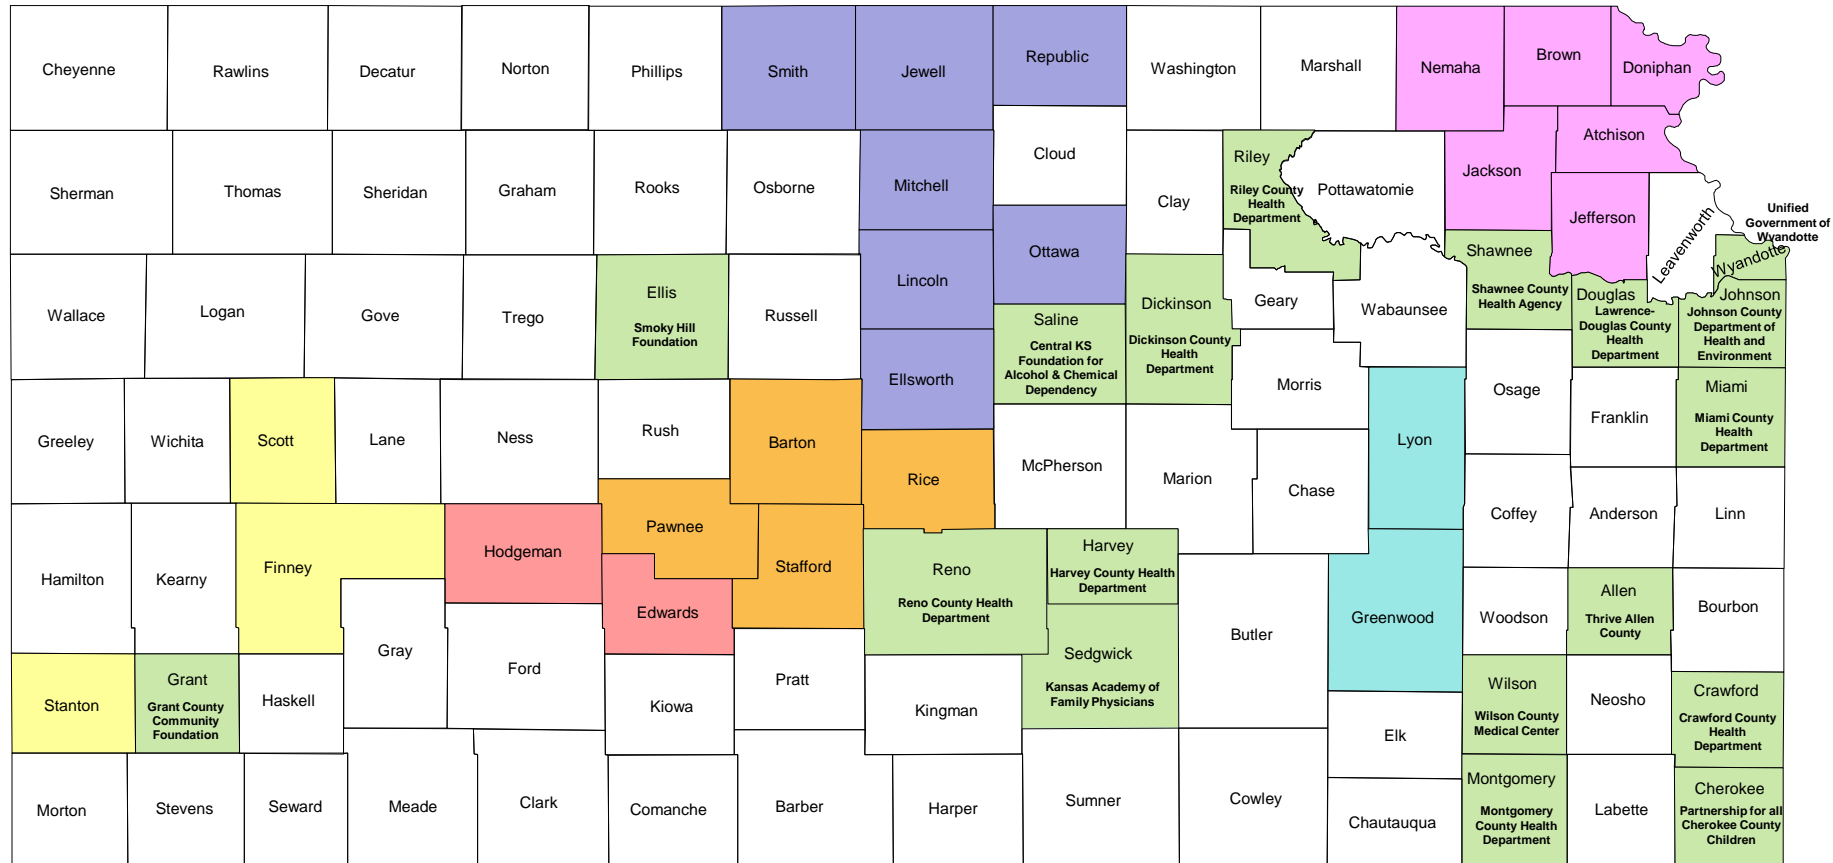 Cheyenne
Rawlins
Decatur
Norton
Phillips
Smith
Jewell
Republic
Washington
Marshall
Nemaha
Brown
Doniphan
Sherman
Thomas
Sheridan
Graham
Rooks
Osborne
Mitchell
Cloud
Clay
Riley
Riley County
Health
Department
Pottawatomie
Jackson
Atchison
Jefferson
Leavenworth
Unified
Government of
Wyandotte
Wyandotte
Wallace
Logan
Gove
Trego
Ellis
Smoky Hill
Foundation
Russell
Lincoln
Ottawa
Saline
Central KS
Foundation for
Alcohol & Chemical
Dependency
Dickinson
Dickinson County
Health
Department
Geary
Wabaunsee
Shawnee
Shawnee County
Health Agency
Douglas
Lawrence-
Douglas County
Health
Department
Johnson
Johnson County
Department of
Health and
Environment
Greeley
Wichita
Scott
Lane
Ness
Rush
Barton
Ellsworth
Rice
McPherson
Marion
Morris
Chase
Lyon
Osage
Franklin
Miami
Miami County
Health
Department
Hamilton
Kearny
Finney
Hodgeman
Pawnee
Edwards
Stafford
Reno
Reno County Health
Department
Harvey
Harvey County Health
Department
Sedgwick
Kansas Academy of
Family Physicians
Butler
Greenwood
Coffey
Anderson
Linn
Woodson
Allen
Thrive Allen
County
Bourbon
Stanton
Grant
Grant County
Community
Foundation
Haskell
Gray
Ford
Kiowa
Pratt
Kingman
Elk
Wilson
Wilson County
Medical Center
Neosho
Crawford
Crawford County
Health
Department
Morton
Stevens
Seward
Meade
Clark
Comanche
Barber
Harper
Sumner
Cowley
Chautauqua
Montgomery
Montgomery
County Health
Department
Labette
Cherokee
Partnership for all
Cherokee County
Children